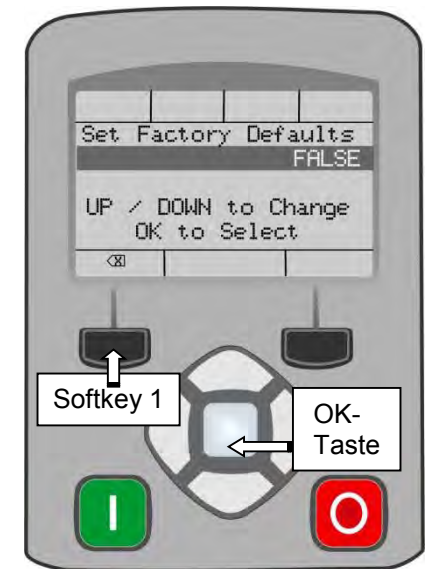 Set Factory Defaults
FALSE
UP / DOWN to Change
OK to Select
Softkey 1
OK-
Taste
I
O